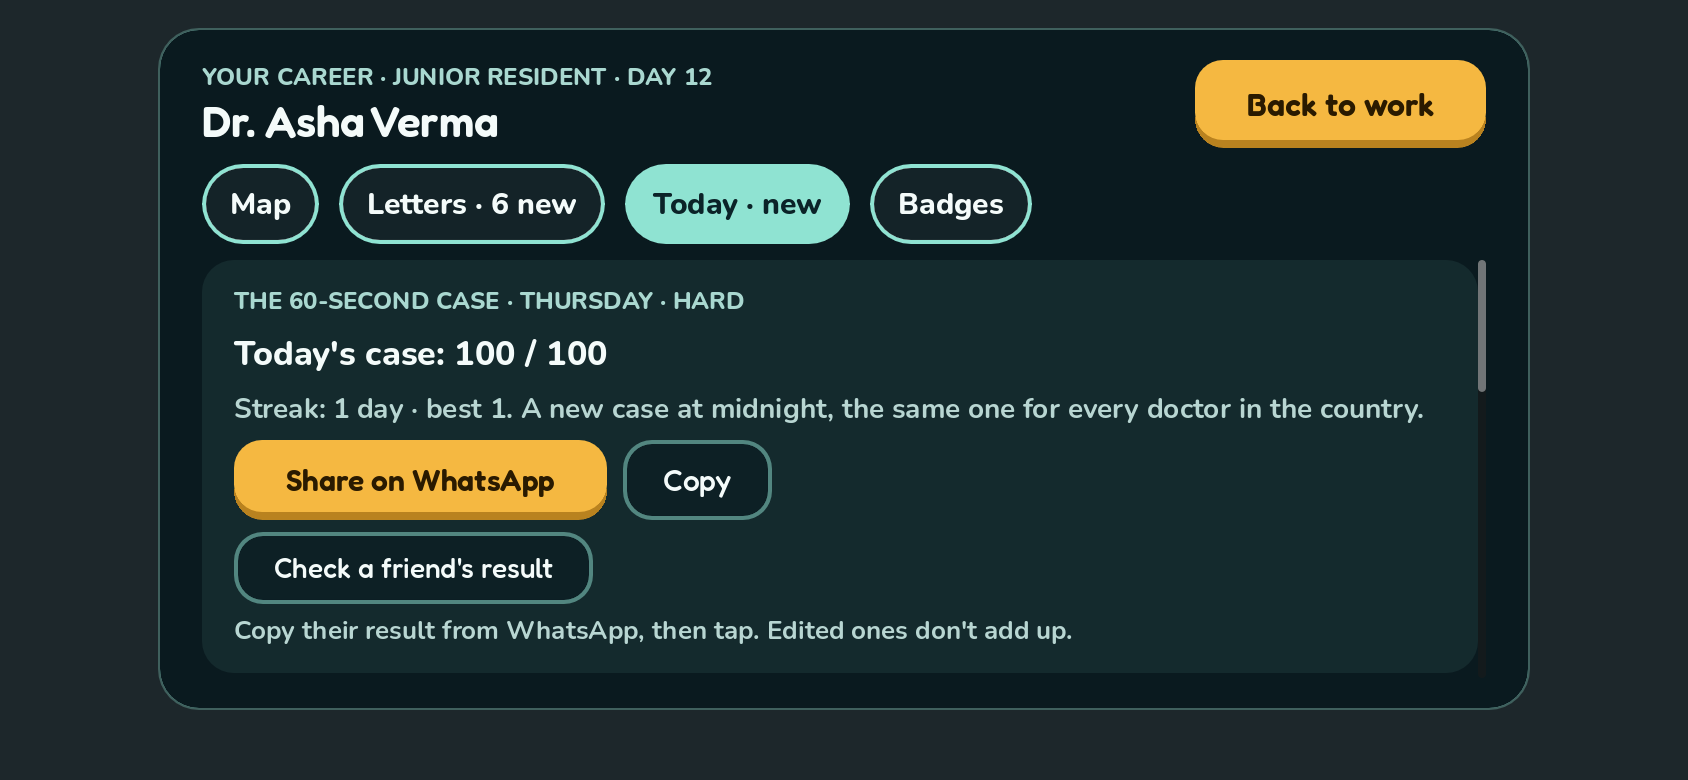 YOUR CAREER · JUNIOR RESIDENT · DAY 12
Dr. Asha Verma
Back to work
Map
Letters · 6 new
Today · new
Badges
THE 60-SECOND CASE · THURSDAY · HARD
Today's case: 100 / 100
Streak: 1 day · best 1. A new case at midnight, the same one for every doctor in the country.
Share on WhatsApp
Copy
Check a friend's result
Copy their result from WhatsApp, then tap. Edited ones don't add up.